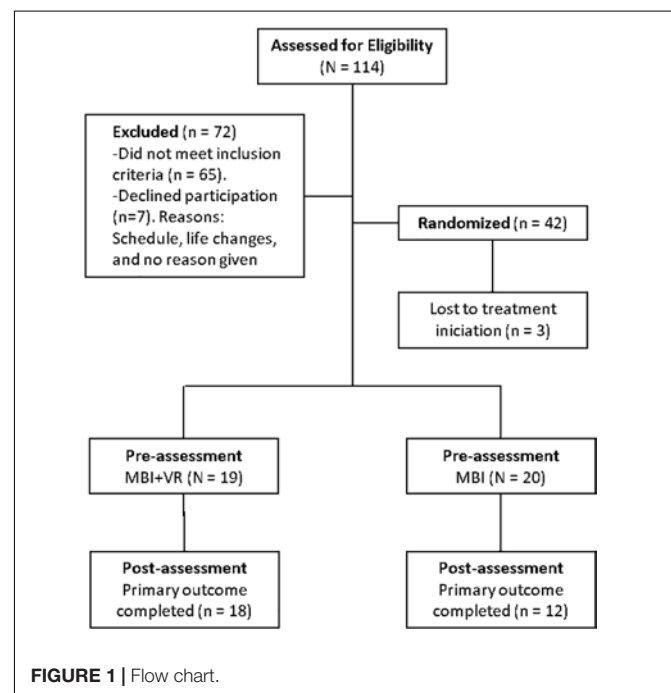 Assessed for Eligibility
(N = 114)
Excluded (n = 72)
-Did not meet inclusion
criteria (n = 65).
-Declined participation
(n=7). Reasons:
Schedule, life changes,
and no reason given
Randomized (n = 42)
Lost to treatment
iniciation (n = 3)
Pre-assessment
MBI+VR (N = 19)
Pre-assessment
MBI (N = 20)
Post-assessment
Primary outcome
completed (n = 18)
Post-assessment
Primary outcome
completed (n = 12)
FIGURE 1 | Flow chart.